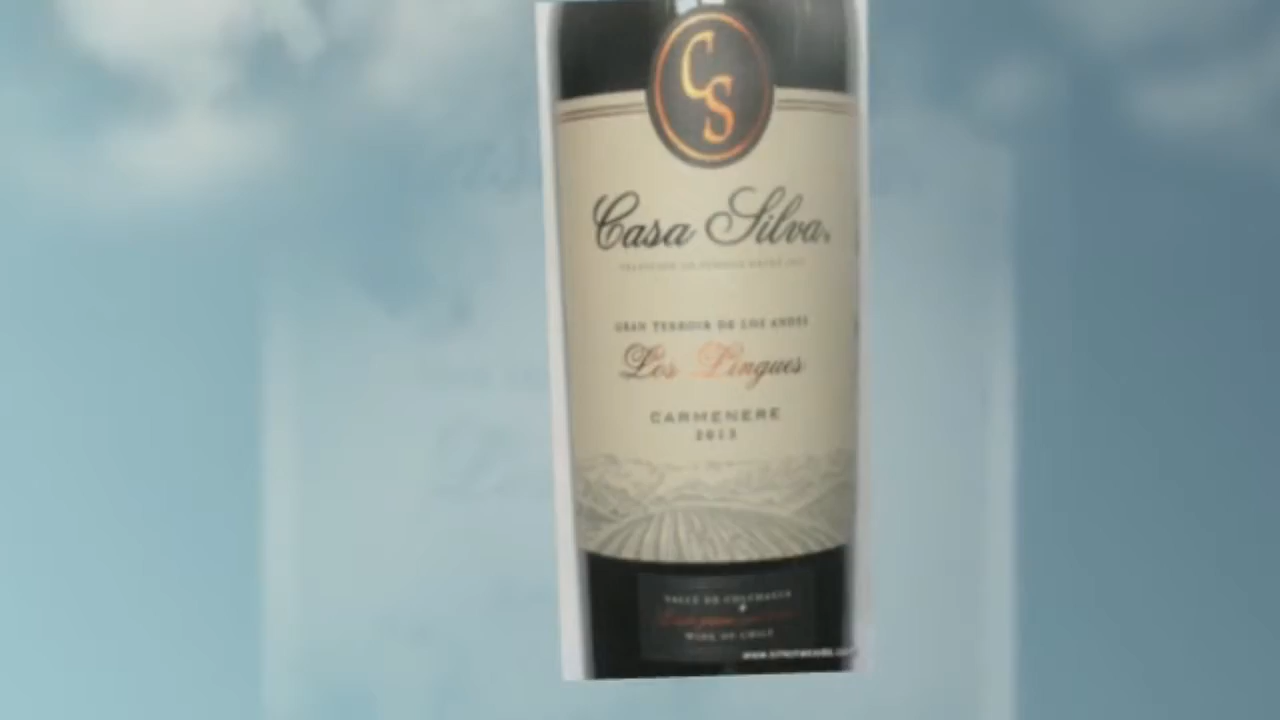 CS
Casa Silva
GRAN TERROIR DE LOS ANDES
Los Lingues
CARMENERE
2013
VALLE DE COLCHAGUA
WINE OF CHILE